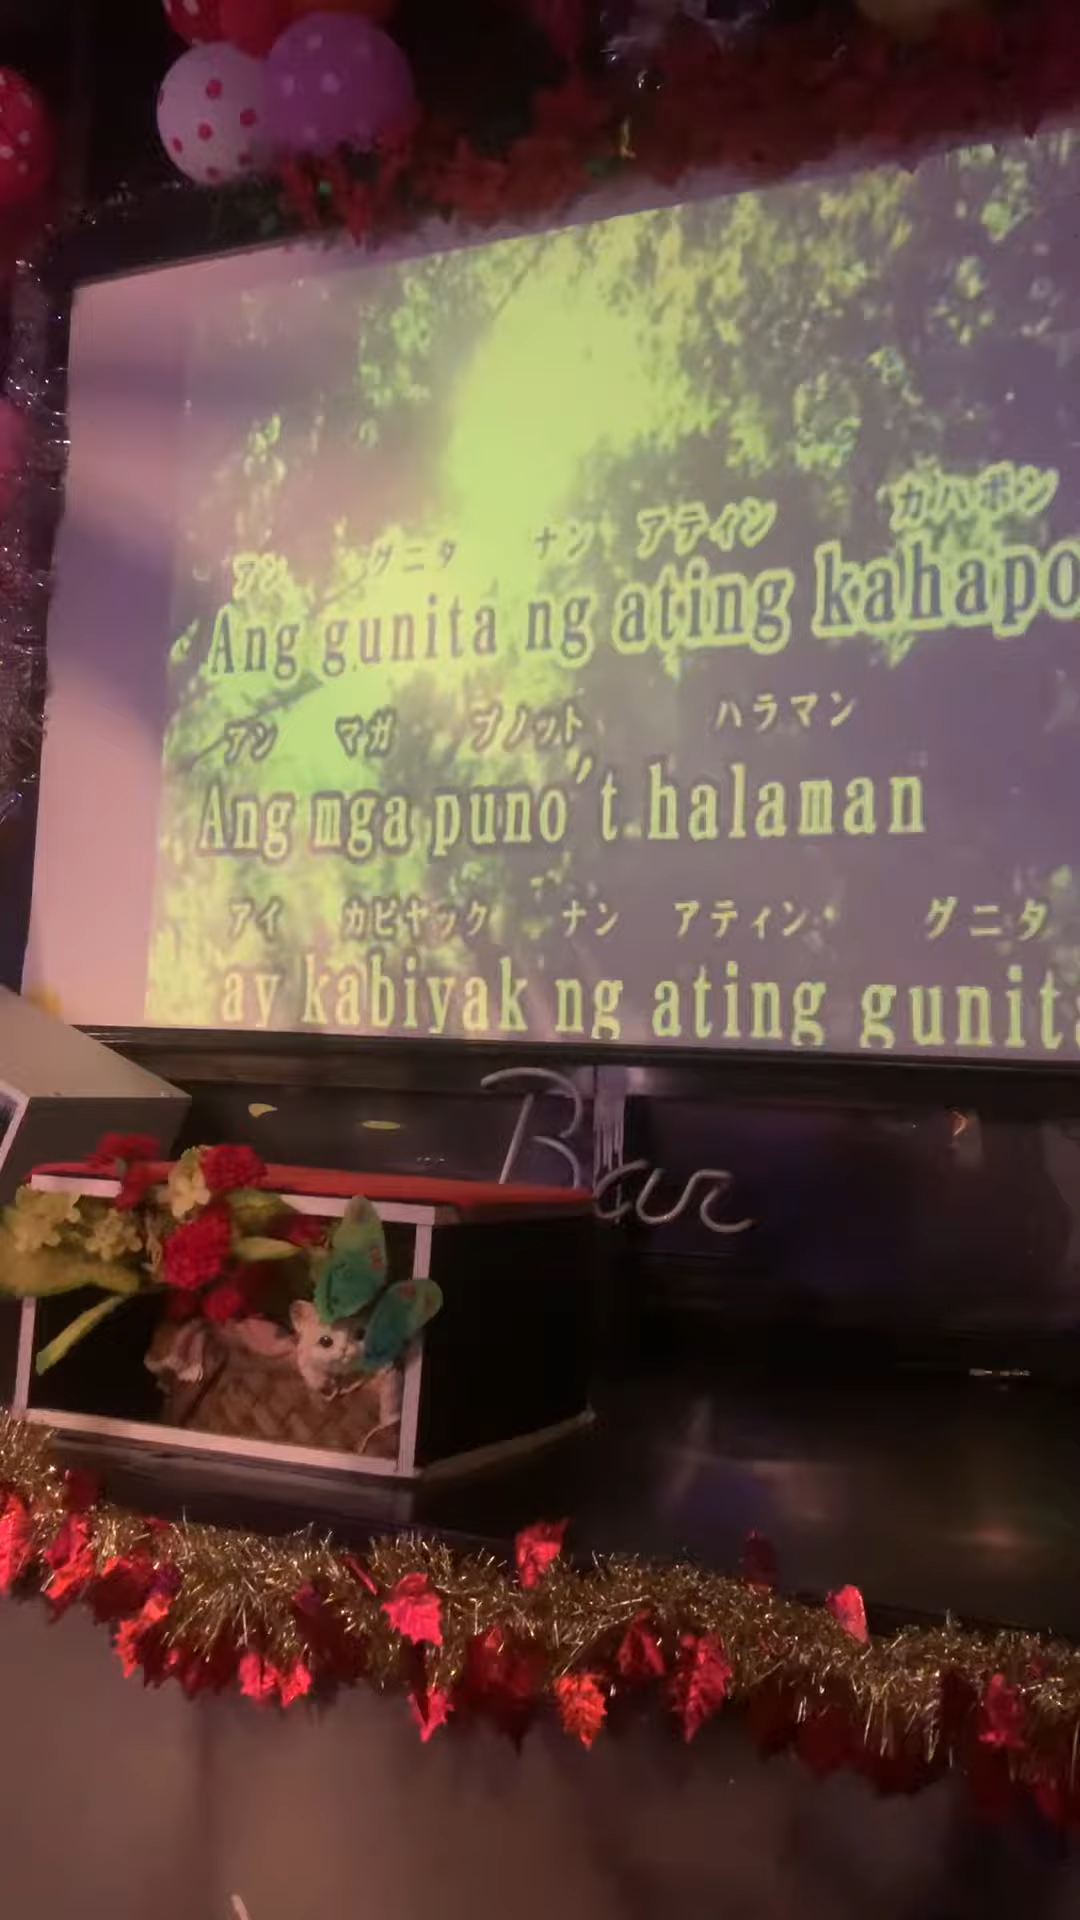 アン グニタ ナン アティン カハポン
Ang gunita ng ating kahapo
アン マガ プノット ハラマン
Ang mga puno't halaman
アイ カビヤック ナン アティン グニタ
ay kabiyak ng ating gunita
Bar